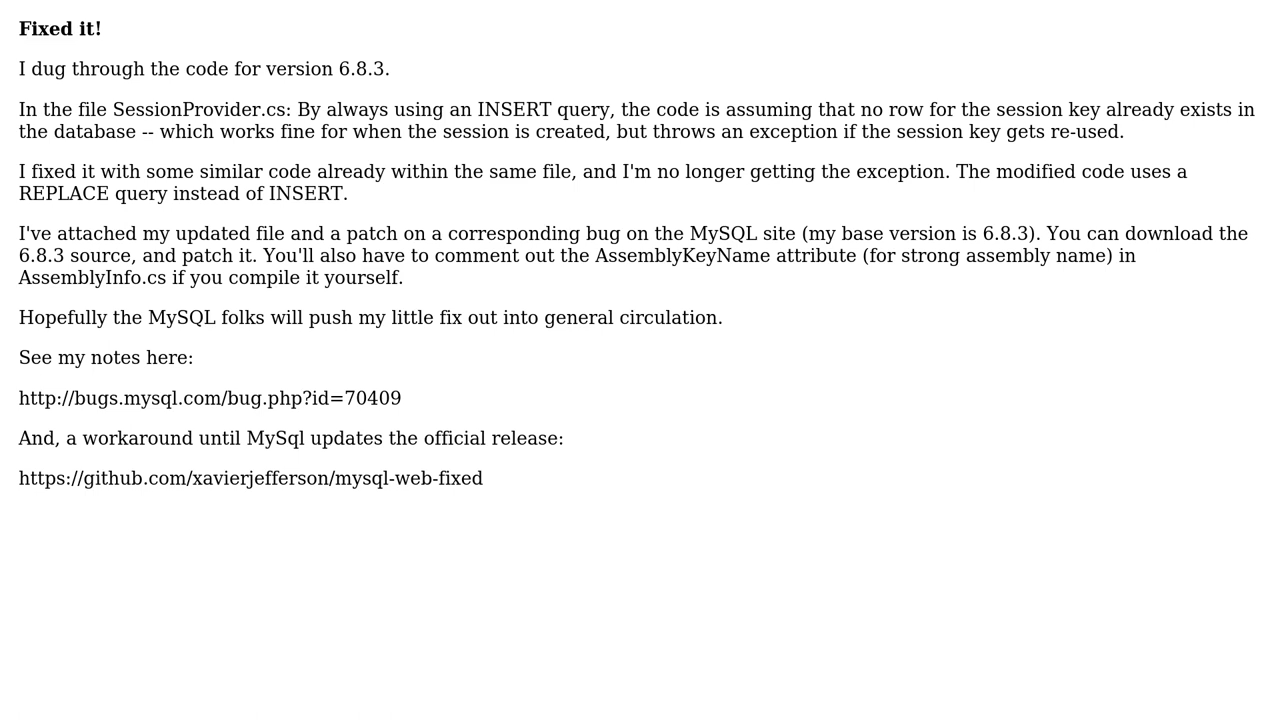 Fixed it!
I dug through the code for version 6.8.3.
In the file SessionProvider.cs: By always using an INSERT query, the code is assuming that no row for the session key already exists in
the database -- which works fine for when the session is created, but throws an exception if the session key gets re-used.
I fixed it with some similar code already within the same file, and I'm no longer getting the exception. The modified code uses a
REPLACE query instead of INSERT.
I've attached my updated file and a patch on a corresponding bug on the MySQL site (my base version is 6.8.3). You can download the
6.8.3 source, and patch it. You'll also have to comment out the AssemblyKeyName attribute (for strong assembly name) in
AssemblyInfo.cs if you compile it yourself.
Hopefully the MySQL folks will push my little fix out into general circulation.
See my notes here:
http://bugs.mysql.com/bug.php?id=70409
And, a workaround until MySql updates the official release:
https://github.com/xavierjefferson/mysql-web-fixed